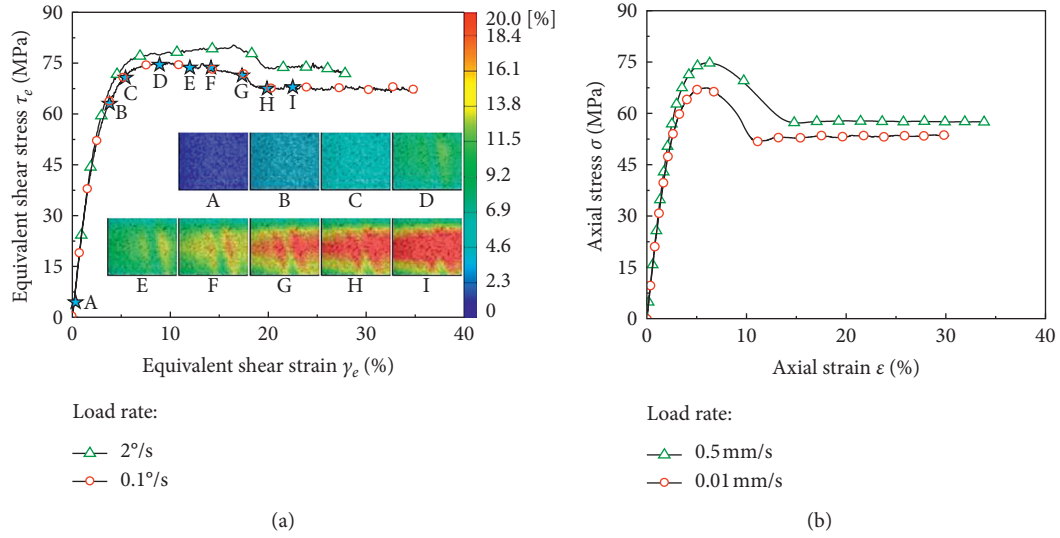 90
75
60
45
30
15
0
Equivalent shear stress τe (MPa)
A
B
C
D
E
F
G
H
I
A B C D
E F G H I
20.0 [%]
18.4
16.1
13.8
11.5
9.2
6.9
4.6
2.3
0
0 10 20 30 40
Equivalent shear strain γe (%)
Load rate:
2°/s
0.1°/s
(a)
90
75
60
45
30
15
0
Axial stress σ (MPa)
0 10 20 30 40
Axial strain ε (%)
Load rate:
0.5 mm/s
0.01 mm/s
(b)